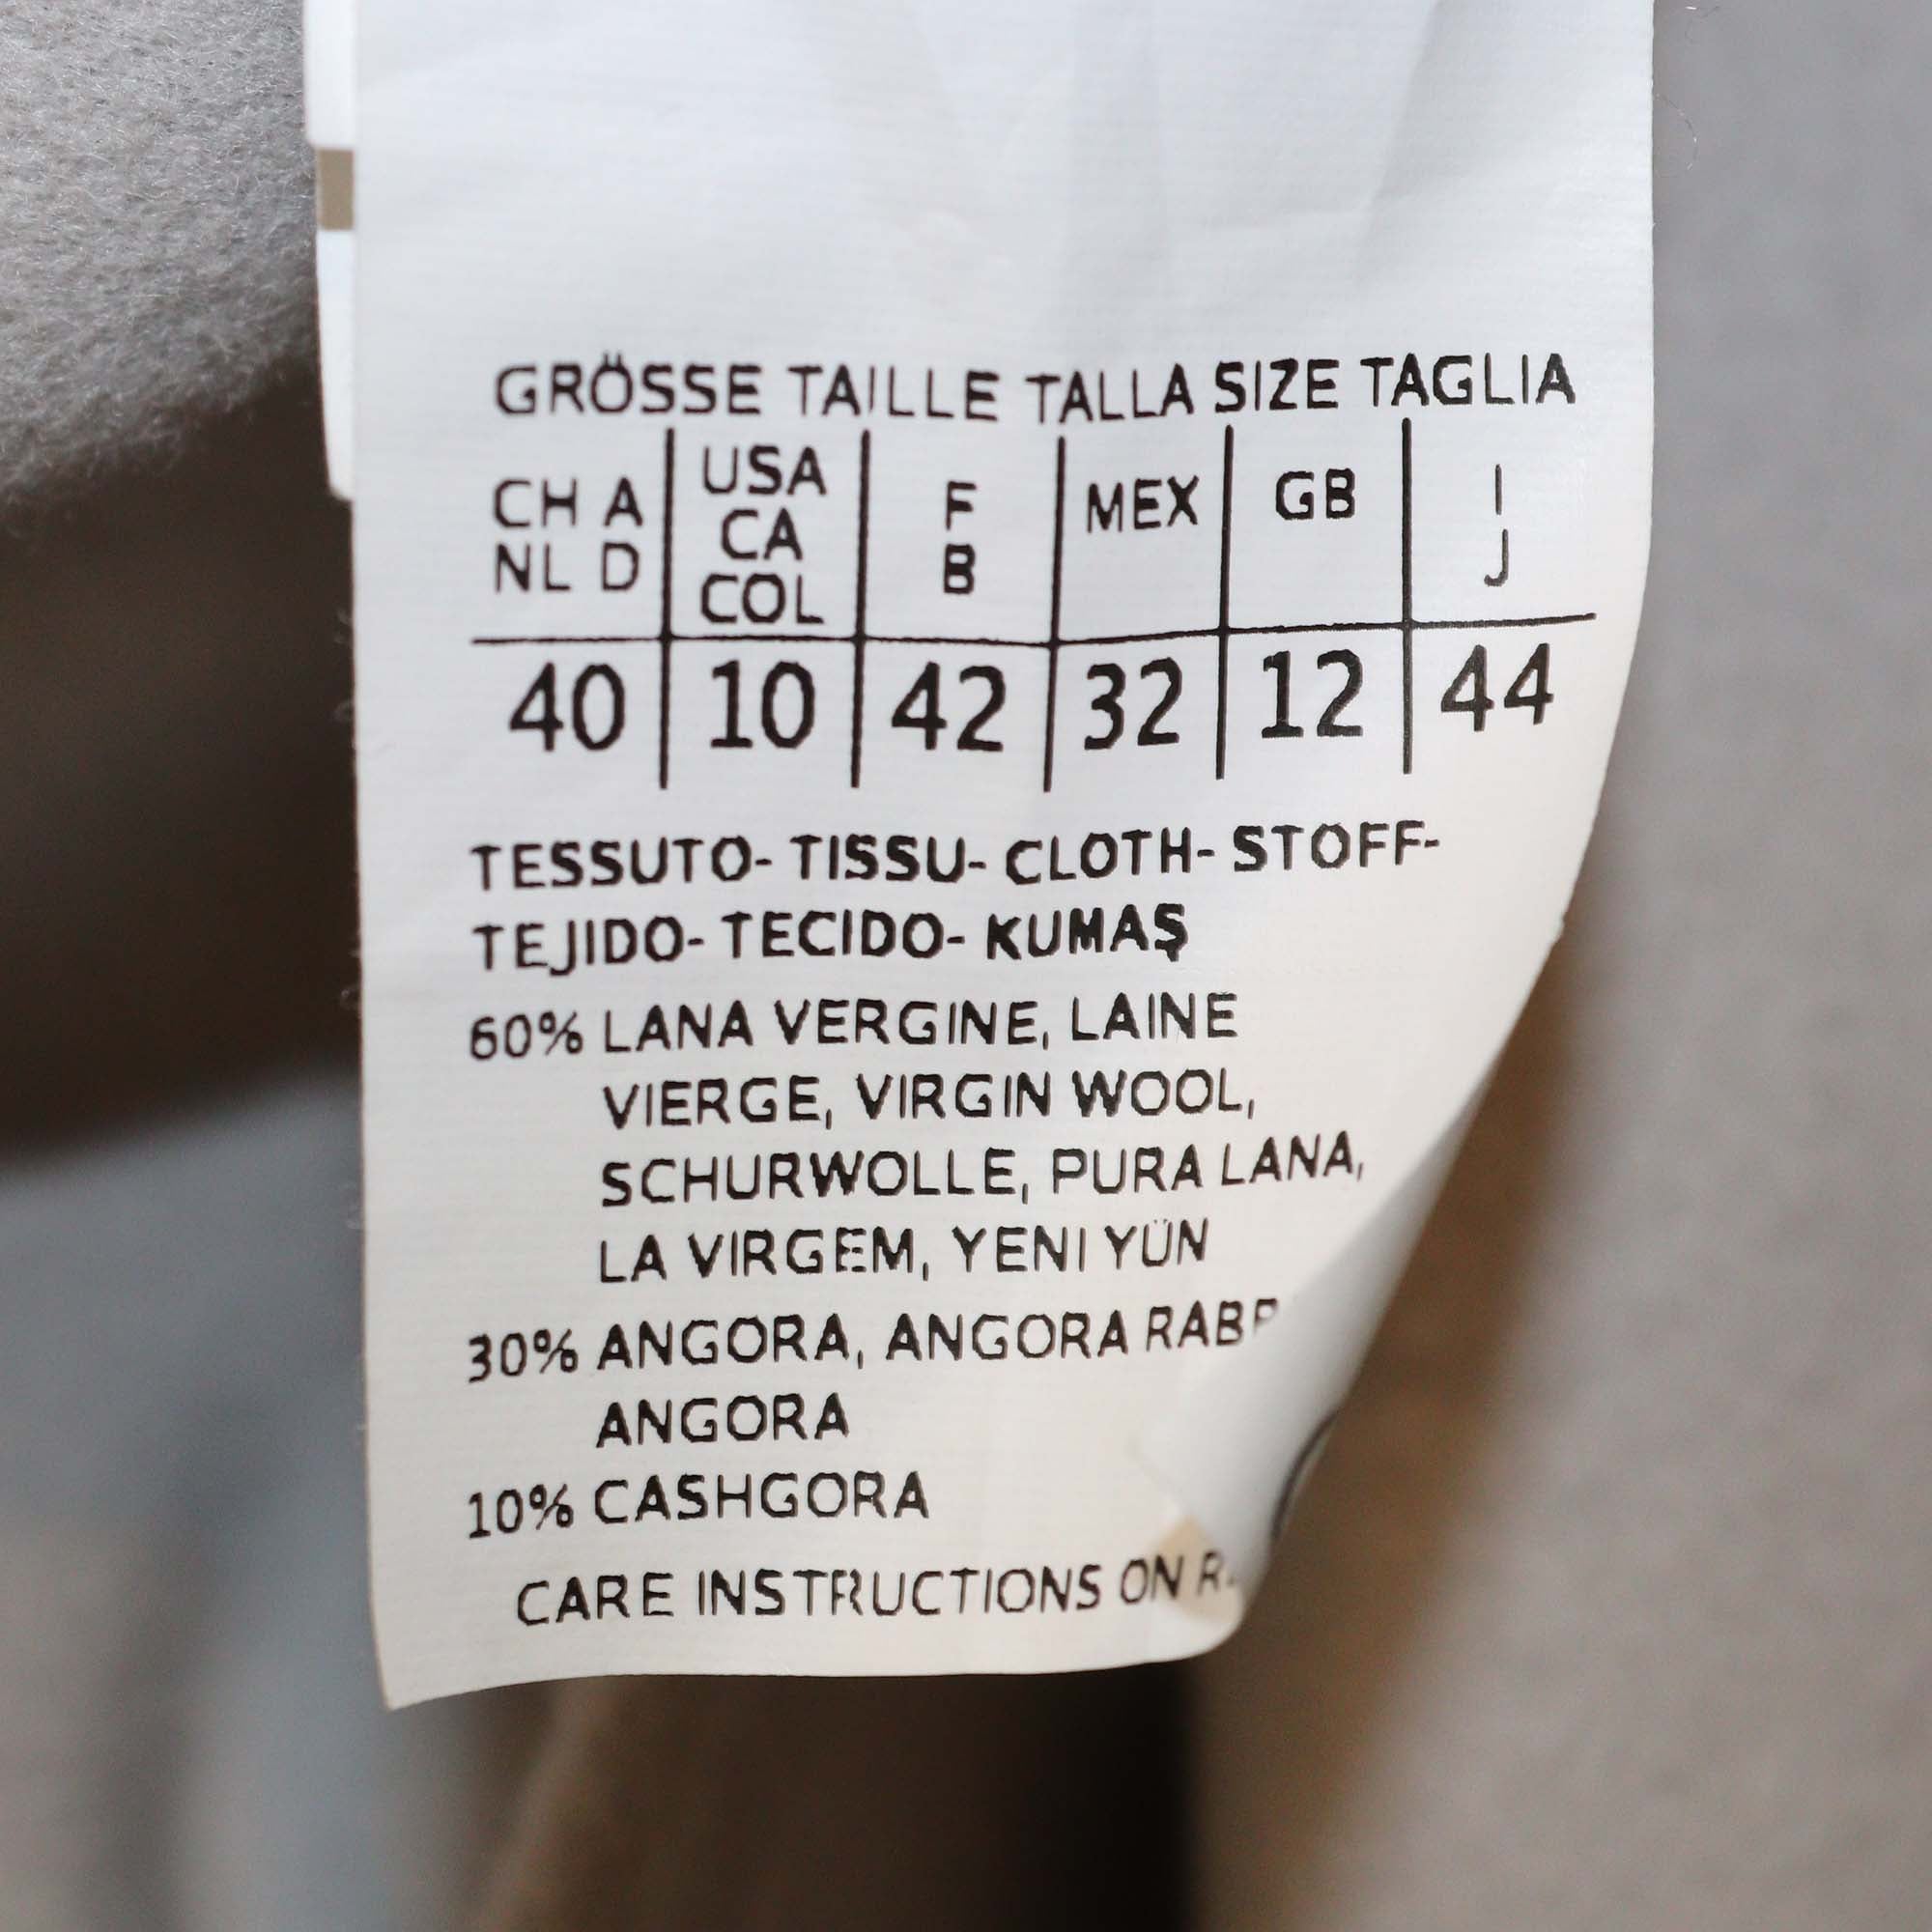 GRÖSSE TAILLE TALLA SIZE TAGLIA
CH A USA F MEX GB I
NL D CA B J
COL
40 10 42 32 12 44
TESSUTO- TISSU- CLOTH- STOFF-
TEJIDO- TECIDO- KUMAŞ
60% LANA VERGINE, LAINE
VIERGE, VIRGIN WOOL,
SCHURWOLLE, PURA LANA,
LA VIRGEM, YENI YÜN
30% ANGORA, ANGORA
ANGORA
10% CASHGORA
CARE INSTRUCTIONS ON